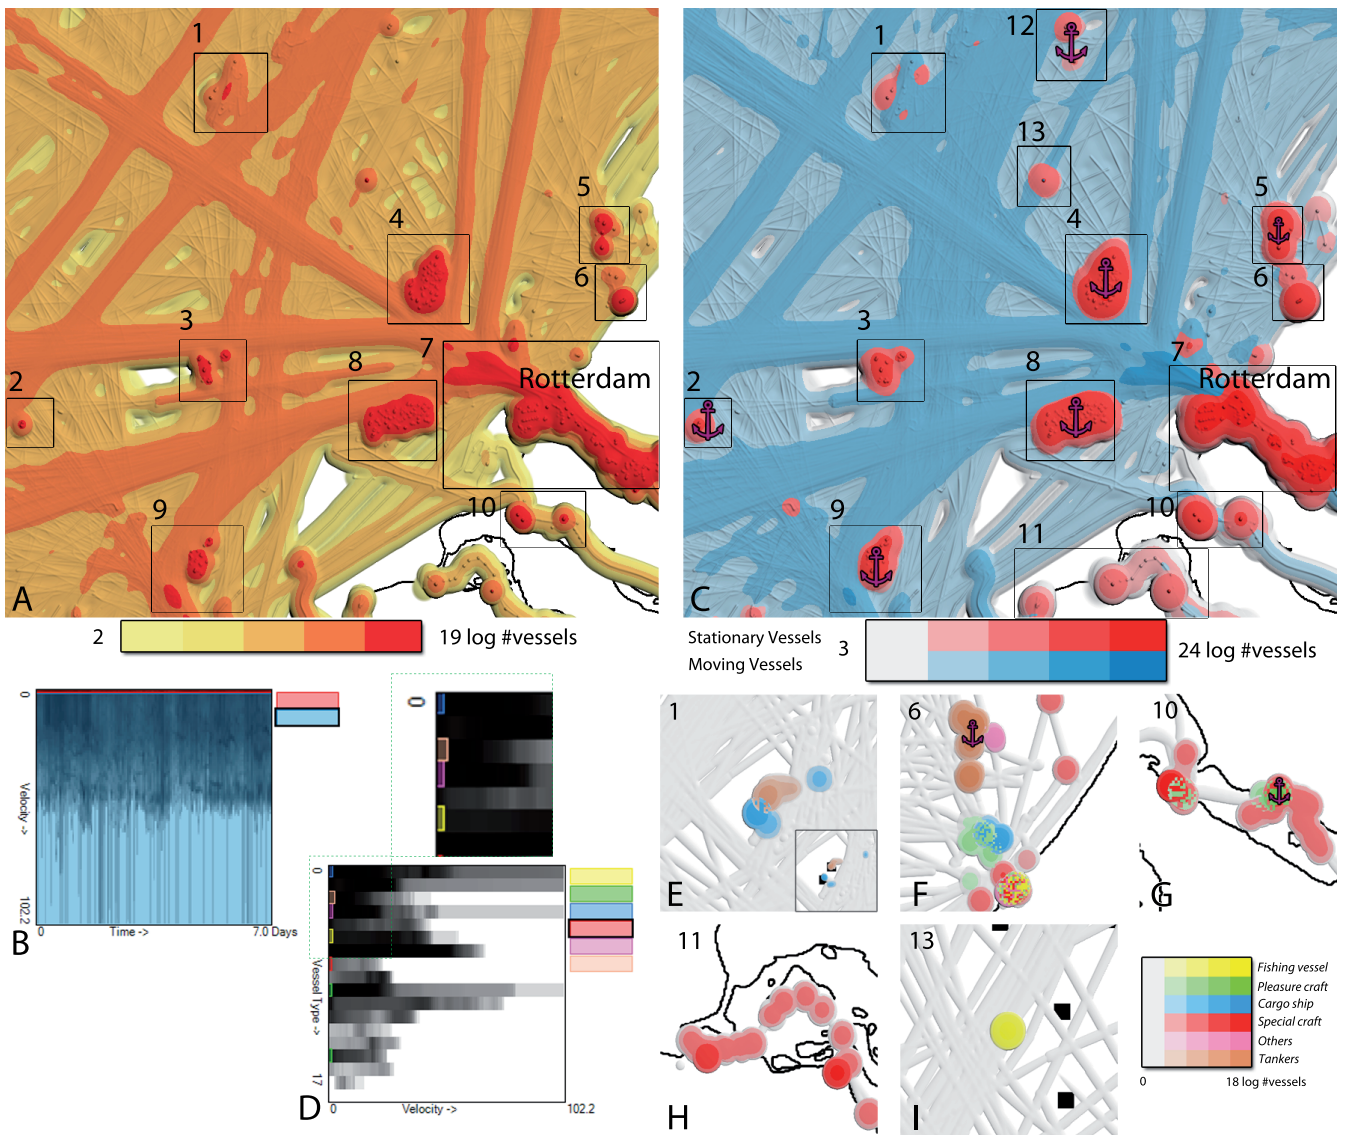 1
2
3
4
5
6
7
8
9
10
Rotterdam
A
2
19 log #vessels
1
2
3
4
5
6
7
8
9
10
11
12
13
Rotterdam
C
Stationary Vessels
Moving Vessels
3
24 log #vessels
0
Velocity ->
102.2
0
Time ->
7.0 Days
B
0
0
Vessel Type ->
17
0
Velocity ->
102.2
D
1
E
6
F
10
G
11
H
13
I
Fishing vessel
Pleasure craft
Cargo ship
Special craft
Others
Tankers
0
18 log #vessels